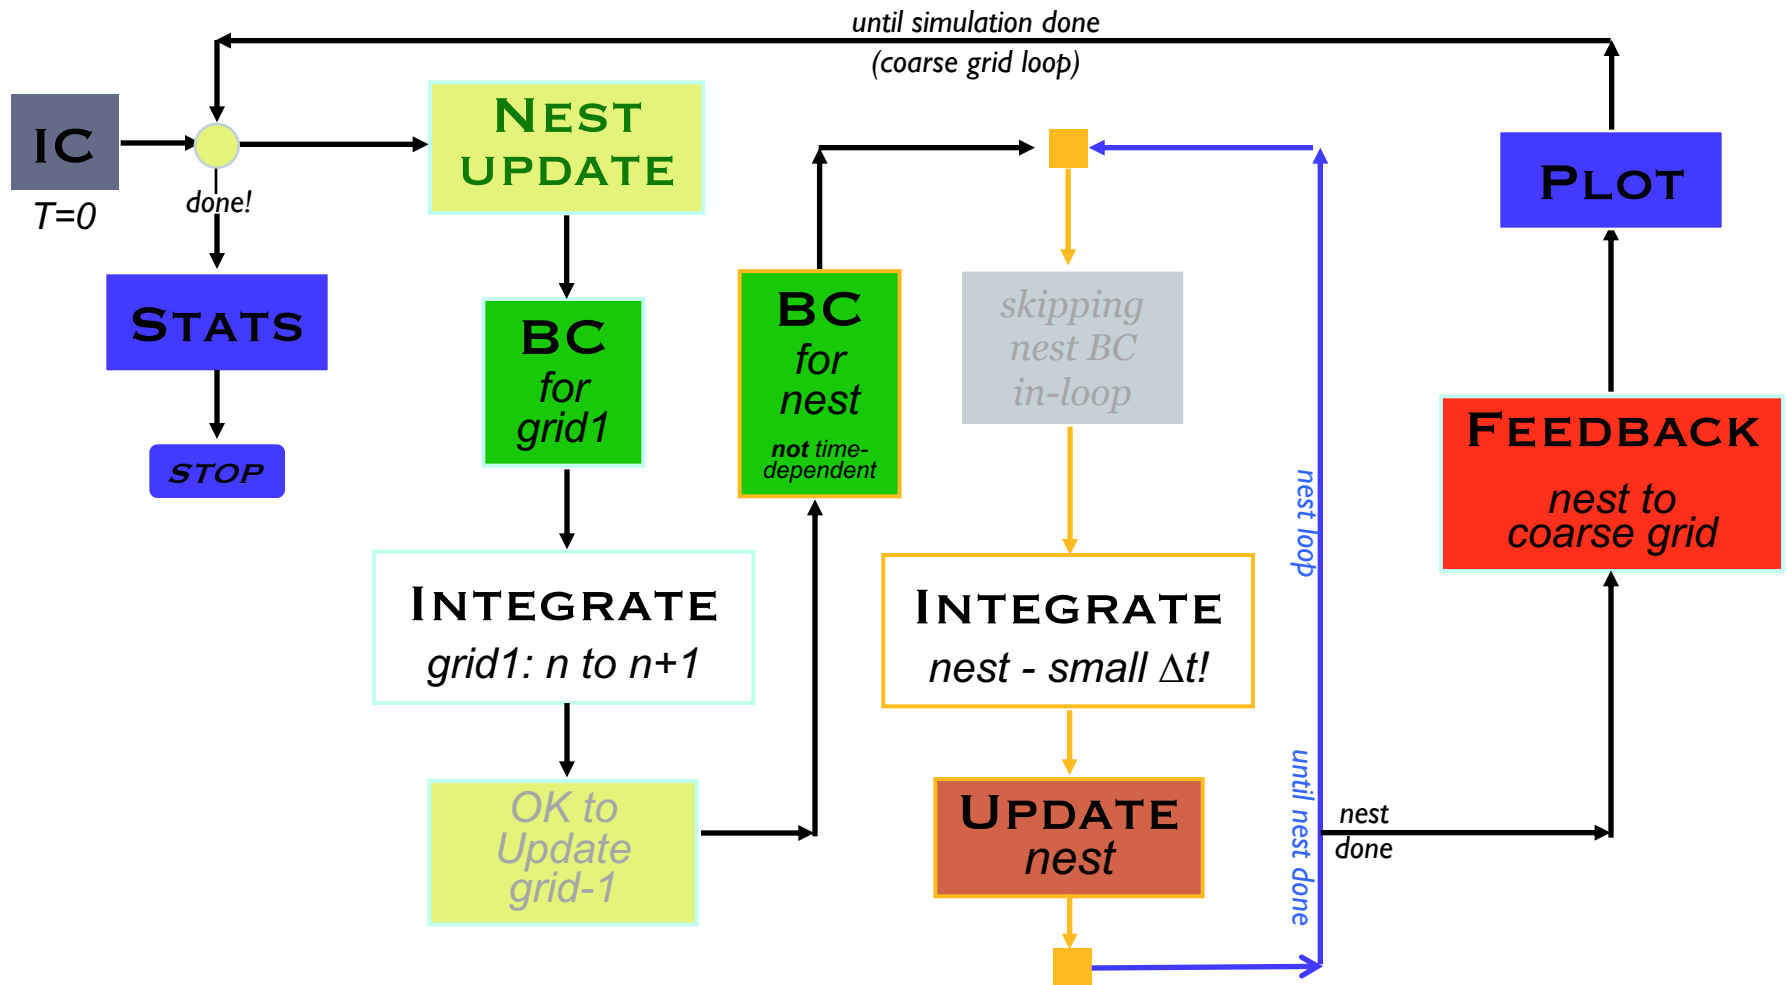 until simulation done
(coarse grid loop)
IC
T=0
done!
STATS
STOP
NEST
UPDATE
BC
for
grid1
INTEGRATE
grid1: n to n+1
OK to
Update
grid-1
BC
for
nest
not time-
dependent
skipping
nest BC
in-loop
INTEGRATE
nest - small Δt!
UPDATE
nest
nest loop
until nest done
nest
done
PLOT
FEEDBACK
nest to
coarse grid